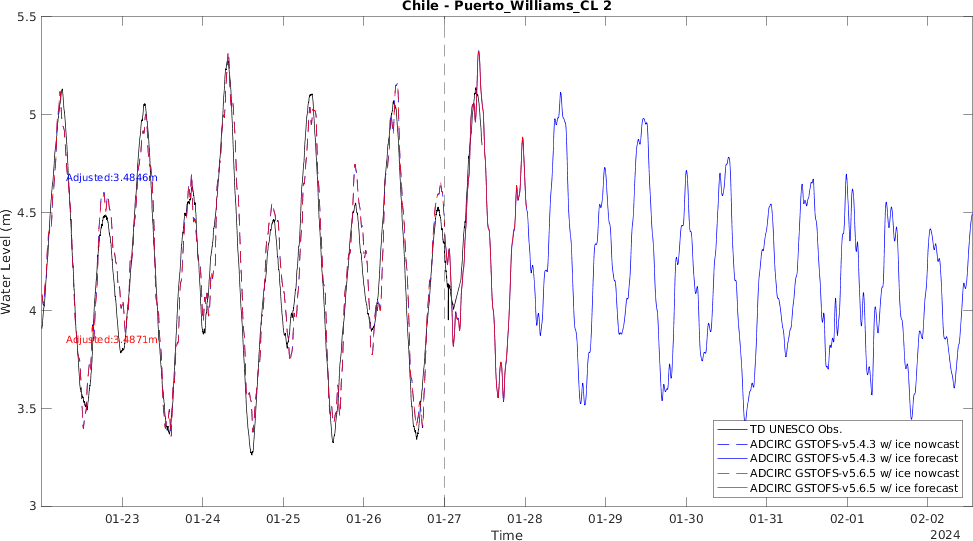 Chile - Puerto_Williams_CL 2
5.5
5
4.5
4
3.5
3
Water Level (m)
Adjusted:3.4846m
Adjusted:3.4871m
TD UNESCO Obs.
ADCIRC GSTOFS-v5.4.3 w/ ice nowcast
ADCIRC GSTOFS-v5.4.3 w/ ice forecast
ADCIRC GSTOFS-v5.6.5 w/ ice nowcast
ADCIRC GSTOFS-v5.6.5 w/ ice forecast
01-23 01-24 01-25 01-26 01-27 01-28 01-29 01-30 01-31 02-01 02-02
Time
2024